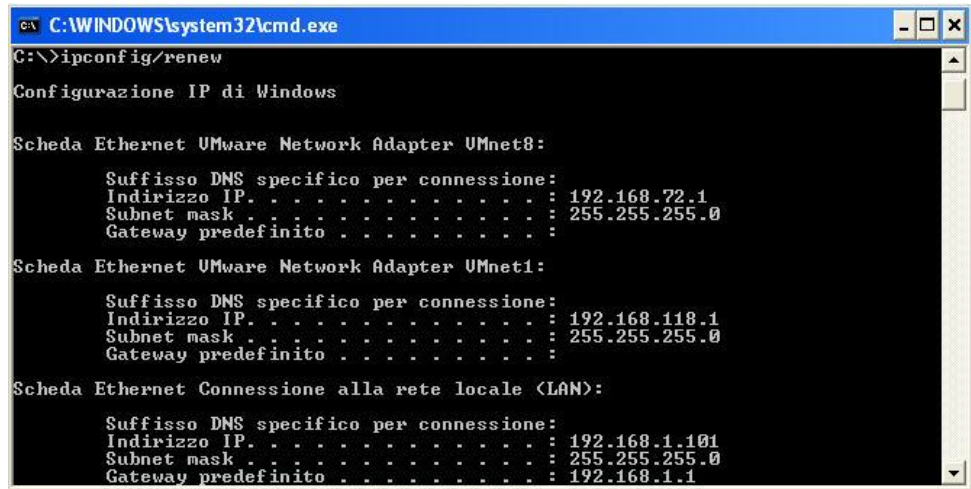 C:\WINDOWS\system32\cmd.exe
C:\>ipconfig/renew
Configurazione IP di Windows
Scheda Ethernet VMware Network Adapter VMnet8:
Suffisso DNS specifico per connessione:
Indirizzo IP. . . . . . . . . . . . . : 192.168.72.1
Subnet mask . . . . . . . . . . . . . : 255.255.255.0
Gateway predefinito . . . . . . . . . :
Scheda Ethernet VMware Network Adapter VMnet1:
Suffisso DNS specifico per connessione:
Indirizzo IP. . . . . . . . . . . . . : 192.168.118.1
Subnet mask . . . . . . . . . . . . . : 255.255.255.0
Gateway predefinito . . . . . . . . . :
Scheda Ethernet Connessione alla rete locale (LAN):
Suffisso DNS specifico per connessione:
Indirizzo IP. . . . . . . . . . . . . : 192.168.1.101
Subnet mask . . . . . . . . . . . . . : 255.255.255.0
Gateway predefinito . . . . . . . . . : 192.168.1.1